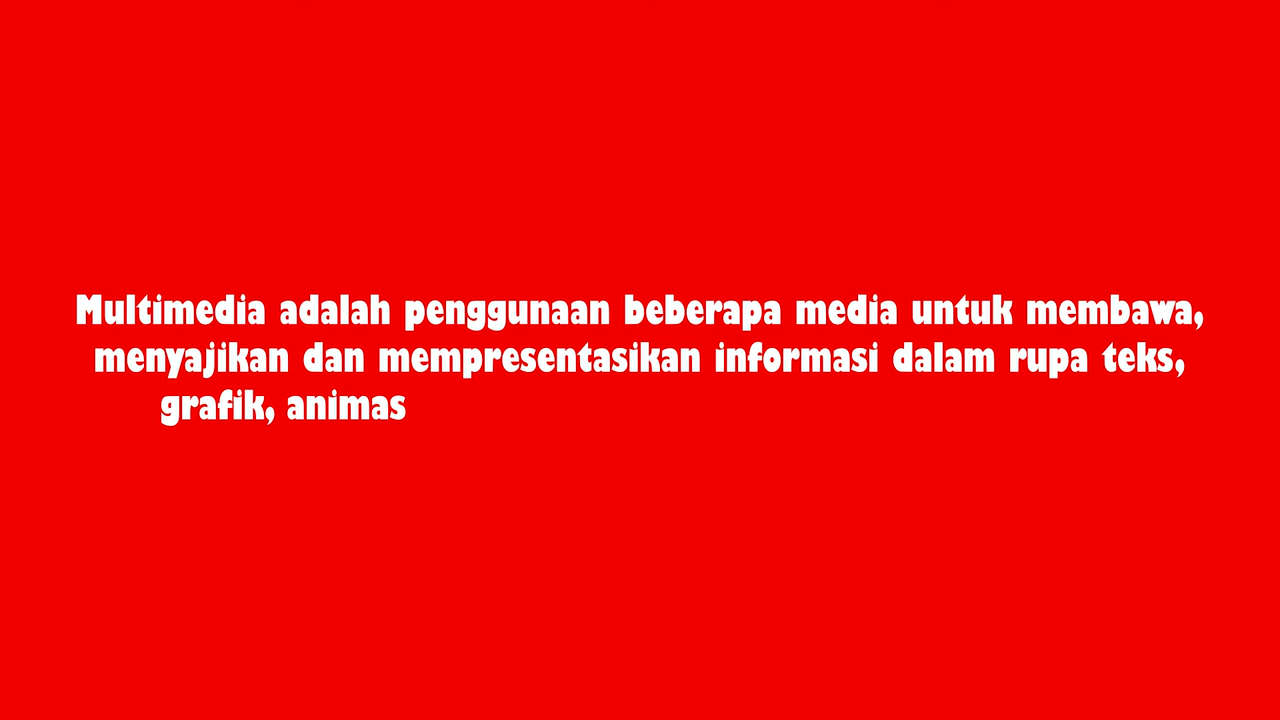 Multimedia adalah penggunaan beberapa media untuk membawa,
menyajikan dan mempresentasikan informasi dalam rupa teks,
grafik, animas